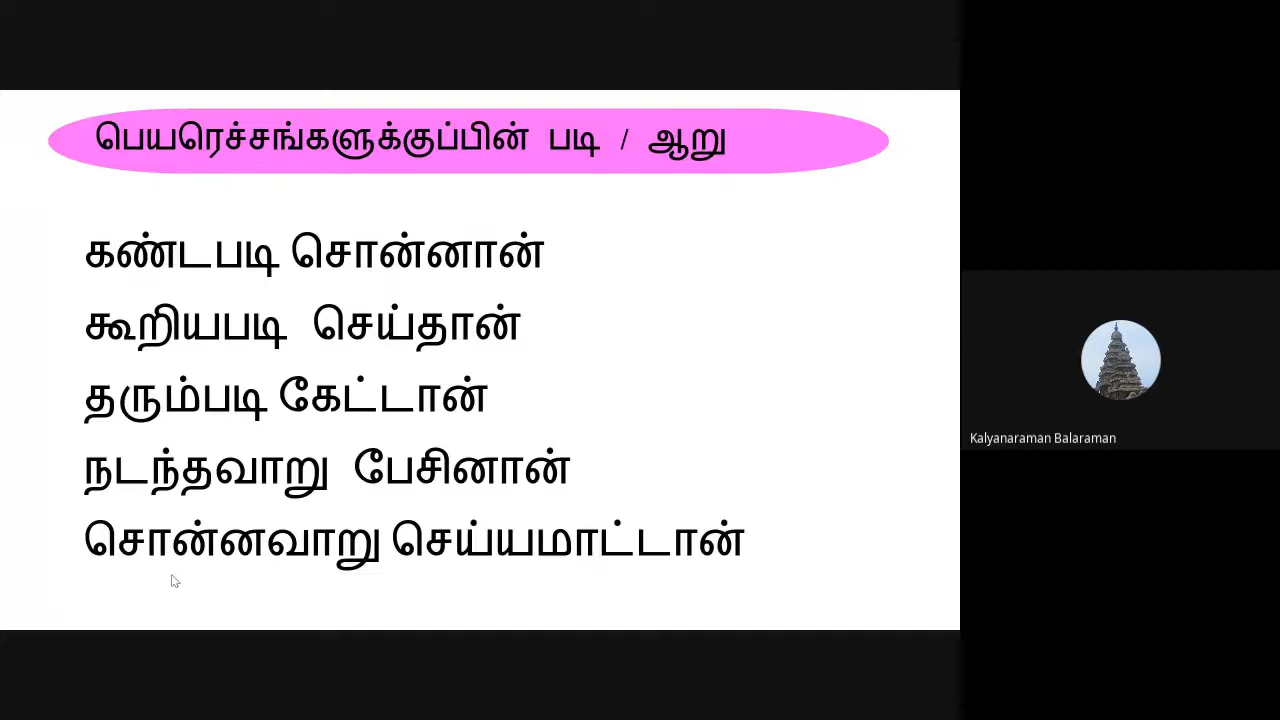 பெயரெச்சங்களுக்குப்பின் படி / ஆறு
கண்டபடி சொன்னான்
கூறியபடி செய்தான்
தரும்படி கேட்டான்
நடந்தவாறு பேசினான்
சொன்னவாறு செய்யமாட்டான்
Kalyanaraman Balaraman